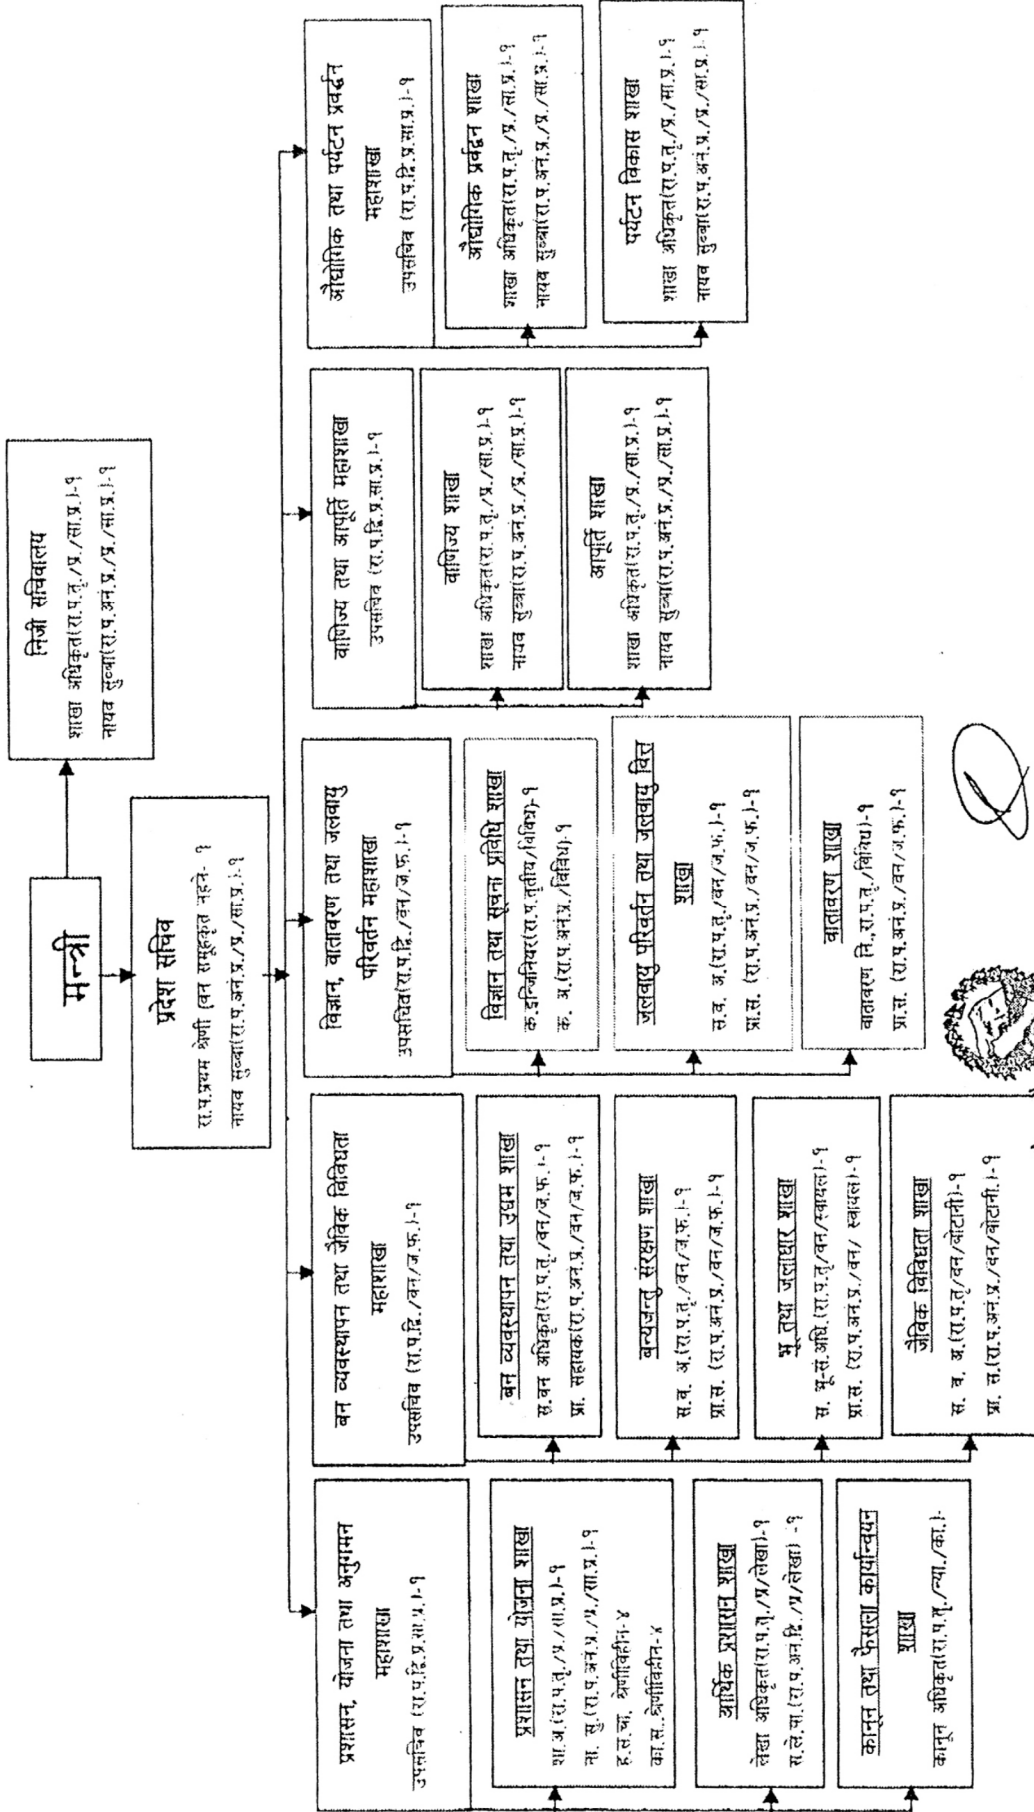 मन्त्री
निजी सचिवालय
शाखा अधिकृत(रा.प.तृ./प्र./सा.प्र.)-१
नायव सुब्बा(रा.प.अनं.प्र./प्र./सा.प्र.)-१
प्रदेश सचिव
रा.प.प्रथम श्रेणी (वन समूहकृत नहुने- १
नायव सुब्बा(रा.प.अनं.प्र./प्र./सा.प्र.)-१
प्रशासन, योजना तथा अनुगमन
महाशाखा
उपसचिव (रा.प.द्वि.प्र.सा.प्र.)-१
प्रशासन तथा योजना शाखा
शा.अ.(रा.प.तृ./प्र./सा.प्र.)-१
ना. सु.(रा.प.अनं.प्र./प्र./सा.प्र.)-१
ह.स.चा. श्रेणीविहीन-४
का.स. श्रेणीविहीन-४
आर्थिक प्रशासन शाखा
लेखा अधिकृत(रा.प.तृ./प्र/लेखा)-१
स.ले.पा.(रा.प.अनं.द्वि./प्र/लेखा) -१
कानून तथा फैसला कार्यान्वयन
शाखा
कानून अधिकृत(रा.प.तृ./न्या./का.)-
वन व्यवस्थापन तथा जैविक विविधता
महाशाखा
उपसचिव (रा.प.द्वि./वन/ज.फ.)-१
वन व्यवस्थापन तथा उद्यम शाखा
स.वन अधिकृत(रा.प.तृ./वन/ज.फ.)-१
प्रा. सहायक(रा.प.अनं.प्र./वन/ज.फ.)-१
वन्यजन्तु संरक्षण शाखा
स.व. अ.(रा.प.तृ./वन/ज.फ.)-१
प्रा.स. (रा.प.अनं.प्र./वन/ज.फ.)-१
भू तथा जलाधार शाखा
स. भू-सं.अधि.(रा.प.तृ/वन/स्वायल)-१
प्रा.स. (रा.प.अनं.प्र./वन/ स्वायल)-१
जैविक विविधता शाखा
स. व. अ.(रा.प.तृ/वन/बोटानी)-१
प्रा. स.(रा.प.अनं.प्र/वन/बोटानी.)-१
विज्ञान, वातावरण तथा जलवायु
परिवर्तन महाशाखा
उपसचिव(रा.प.द्वि./वन/ज.फ.)-१
विज्ञान तथा सूचना प्रविधि शाखा
क.इन्जिनियर(रा.प.तृतीय/विविध)-१
क. अ.(रा.प.अनं.प्र./विविध)-१
जलवायु परिवर्तन तथा जलवायु वित्त
शाखा
स.व. अ.(रा.प.तृ./वन/ज.फ.)-१
प्रा.स. (रा.प.अनं.प्र./वन/ज.फ.)-१
वातावरण शाखा
वातावरण नि.(रा.प.तृ./विविध)-१
प्रा.सा. (रा.प.अनं.प्र./वन/ज.फ.)-१
वाणिज्य तथा आपूर्ति महाशाखा
उपसचिव (रा.प.द्वि.प्र.सा.प्र.)-१
वाणिज्य शाखा
शाखा अधिकृत(रा.प.तृ./प्र./सा.प्र.)-१
नायव सुब्बा(रा.प.अनं.प्र./प्र./सा.प्र.)-१
आपूर्ति शाखा
शाखा अधिकृत(रा.प.तृ./प्र./सा.प्र.)-१
नायव सुब्बा(रा.प.अनं.प्र./प्र./सा.प्र.)-१
औद्योगिक तथा पर्यटन प्रवर्द्धन
महाशाखा
उपसचिव (रा.प.द्वि.प्र.सा.प्र.)-१
औद्योगिक प्रवर्द्धन शाखा
शाखा अधिकृत(रा.प.तृ./प्र./सा.प्र.)-१
नायव सुब्बा(रा.प.अनं.प्र./प्र./सा.प्र.)-१
पर्यटन विकास शाखा
शाखा अधिकृत(रा.प.तृ./प्र./सा.प्र.)-१
नायव सुब्बा(रा.प.अनं.प्र./प्र./सा.प्र.)-१